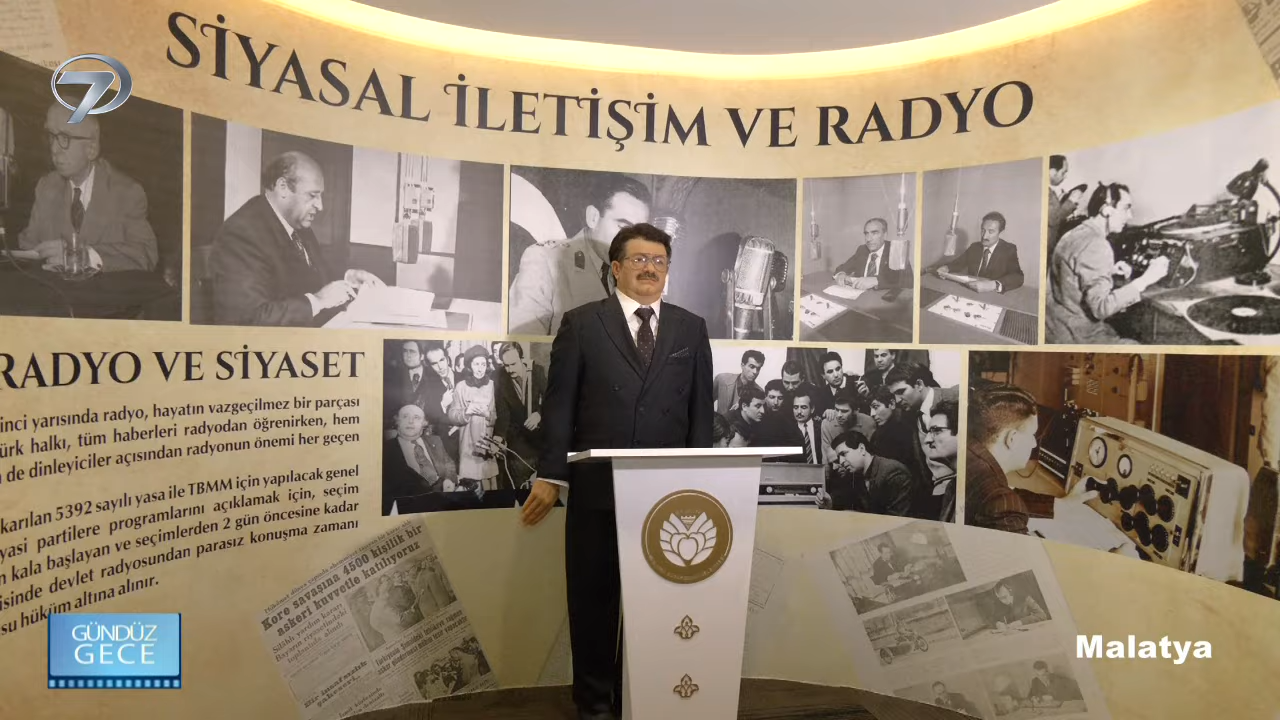 7
SİYASAL İLETİŞİM VE RADYO
RADYO VE SİYASET
inci yarısında radyo, hayatın vazgeçilmez bir parçası
ürk halkı, tüm haberleri radyodan öğrenirken, hem
de dinleyiciler açısından radyonun önemi her geçen
karılan 5392 sayılı yasa ile TBMM için yapılacak genel
yasi partilere programlarını açıklamak için, seçim
n kala başlayan ve seçimlerden 2 gün öncesine kadar
isinde devlet radyosundan parasız konuşma zamanı
su hüküm altına alınır.
Kore savaşına 4500 kişilik bir
askeri kuvvetle katılıyoruz
GÜNDÜZ
GECE
Malatya